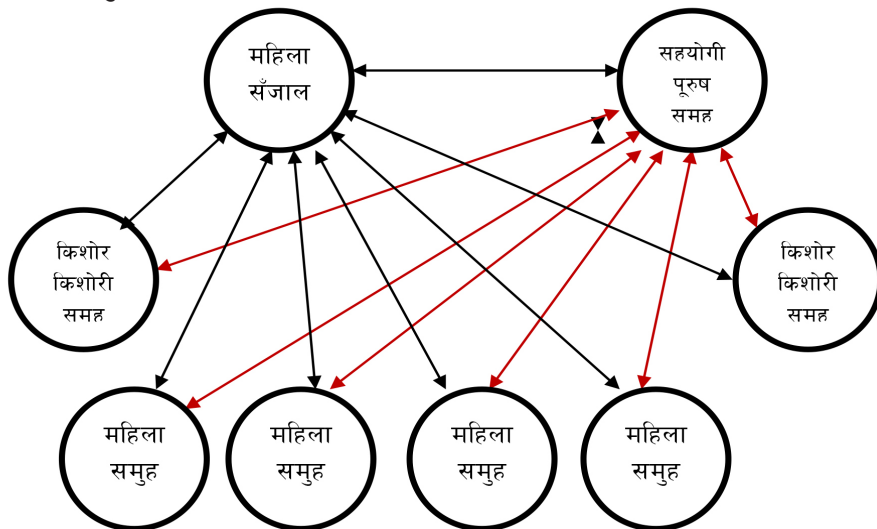 महिला
सँजाल
सहयोगी
पूरुष
समह
किशोर
किशोरी
समह
किशोर
किशोरी
समह
महिला
समुह
महिला
समुह
महिला
समुह
महिला
समुह